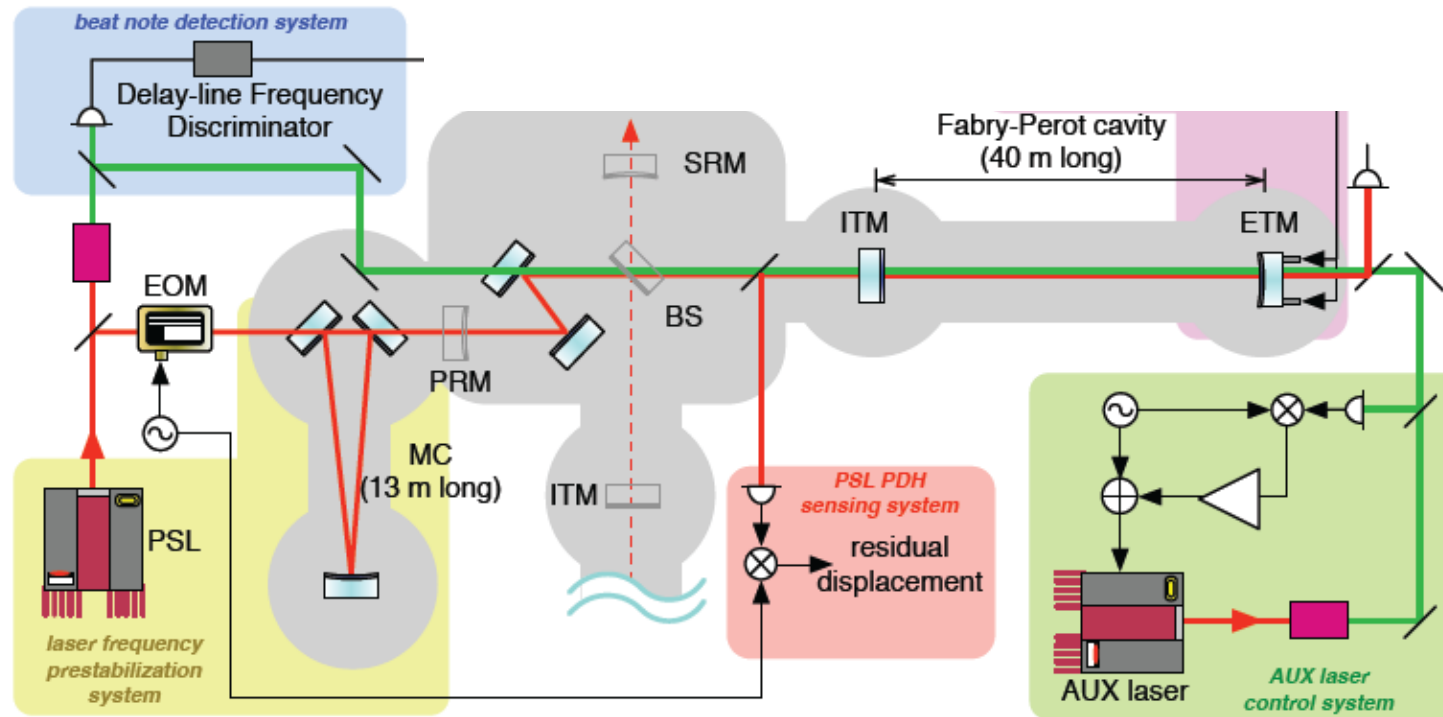 beat note detection system
Delay-line Frequency
Discriminator
SRM
Fabry-Perot cavity
(40 m long)
ITM
ETM
EOM
BS
PRM
MC
(13 m long)
ITM
PSL
PSL PDH
sensing system
residual
displacement
laser frequency
prestabilization
system
AUX laser
AUX laser
control system